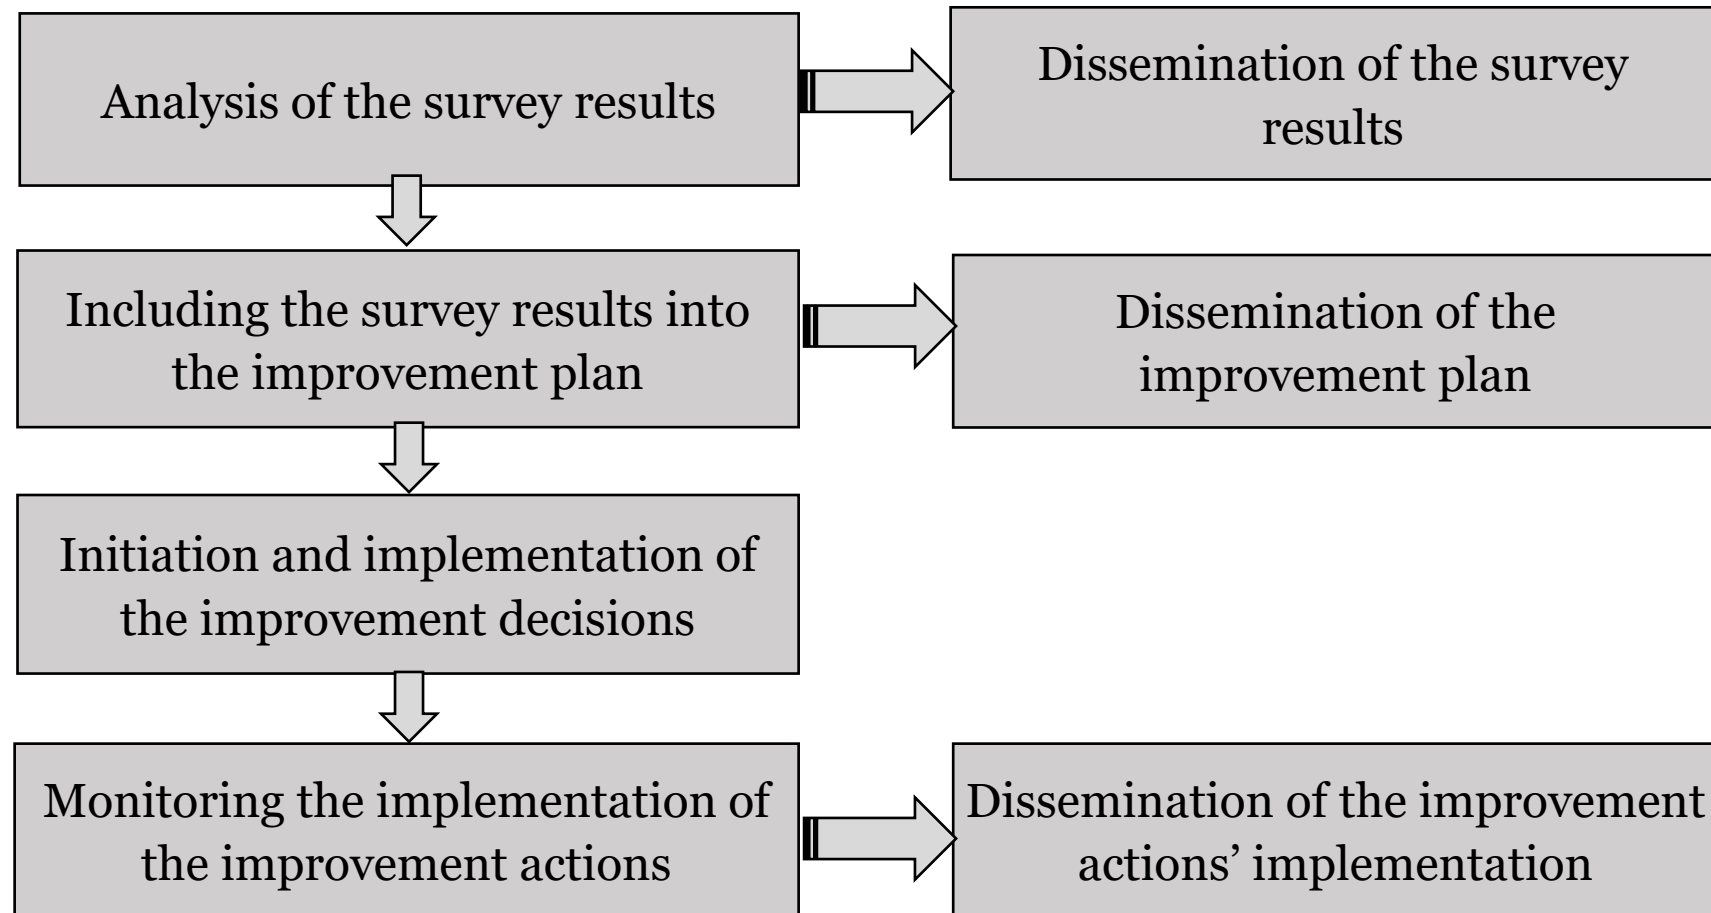 Analysis of the survey results
Dissemination of the survey
results
Including the survey results into
the improvement plan
Dissemination of the
improvement plan
Initiation and implementation of
the improvement decisions
Monitoring the implementation of
the improvement actions
Dissemination of the improvement
actions’ implementation